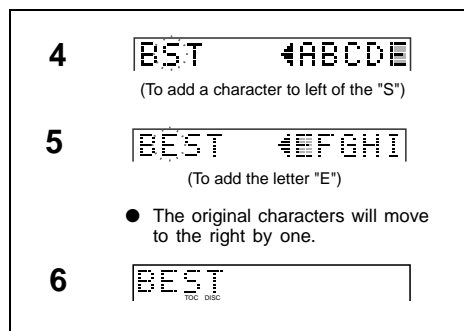 4 BST ◀ABCDE
(To add a character to left of the "S")
5 BEST ◀EFGHI
(To add the letter "E")
● The original characters will move
to the right by one.
6 BEST
TOC DISC